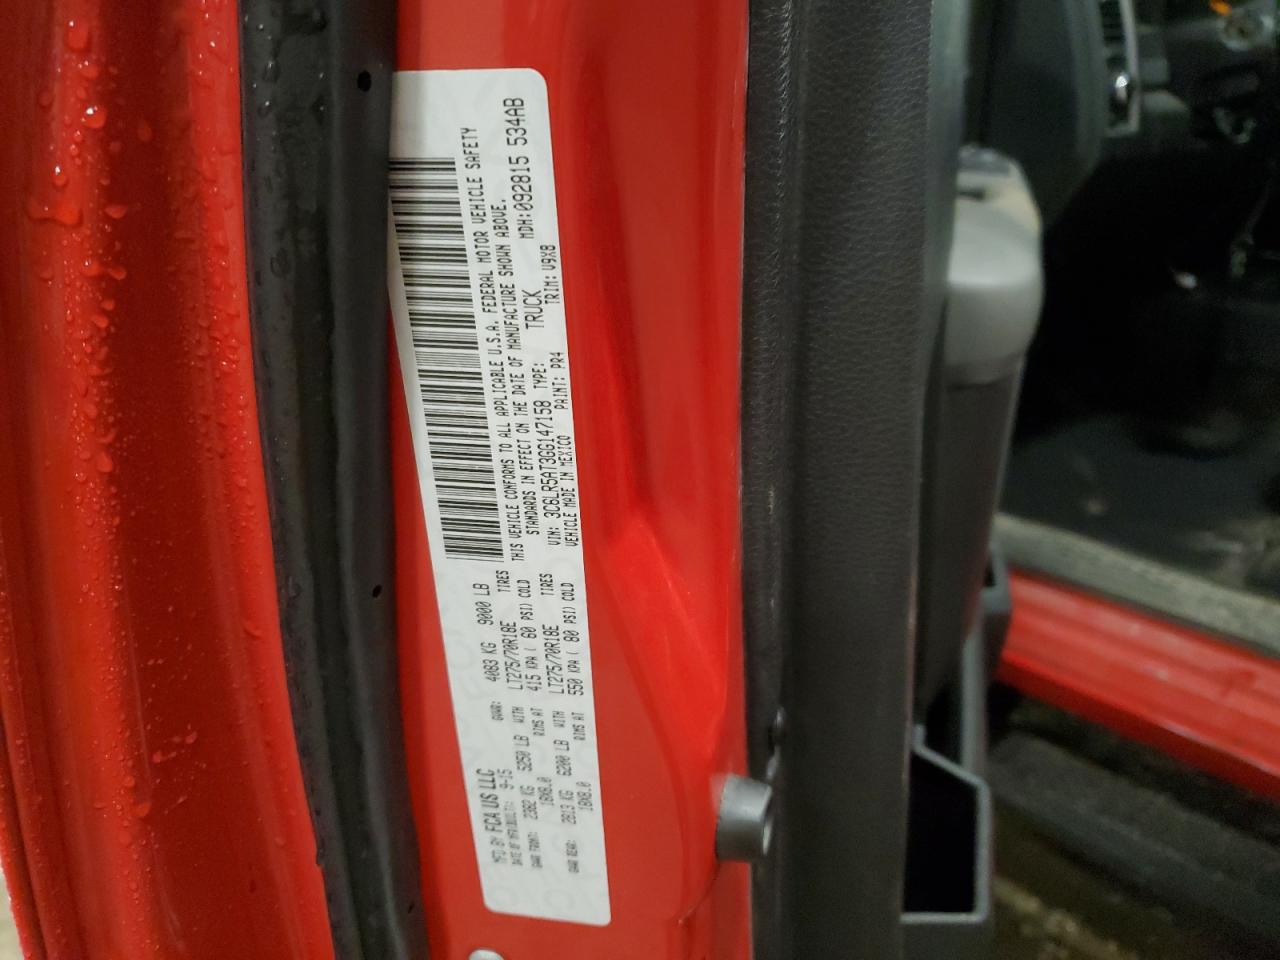 MFD BY FCA US LLC
DATE OF MFR(BUILT): 9-15 GVWR: 4083 KG 9000 LB
GAWR FRONT: 2382 KG 5250 LB WITH LT275/70R18E TIRES
18X8.0 RIMS AT 415 KPA ( 60 PSI) COLD
GAWR REAR: 2813 KG 6200 LB WITH LT275/70R18E TIRES
18X8.0 RIMS AT 550 KPA ( 80 PSI) COLD
THIS VEHICLE CONFORMS TO ALL APPLICABLE U.S.A. FEDERAL MOTOR VEHICLE SAFETY
STANDARDS IN EFFECT ON THE DATE OF MANUFACTURE SHOWN ABOVE.
MDH:092815 534AB
VIN: 3C6LR5AT3GG147158 TYPE: TRUCK
VEHICLE MADE IN MEXICO PAINT: PR4 TRIM: V9X8